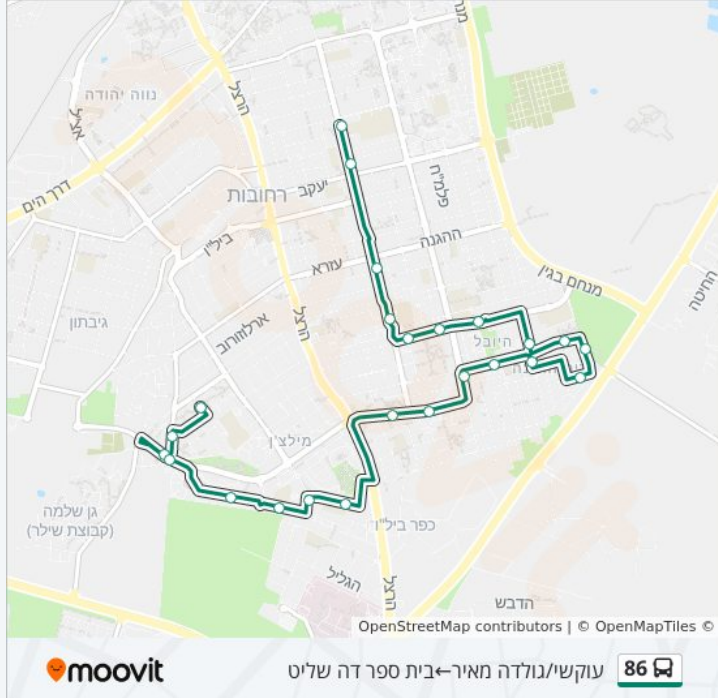 מנח
נווה יהודה
הרצל
אצ"ל
דרך הים
יעקב
רחובות
פלמ"ח
ביל"ו
ההגנה
עזרא
מנחם בגין
החיטה
גיבתון
ארלוזורוב
הרצל
היובל
מילצ'ן
גן שלמה
(קבוצת שילר)
כפר ביל"ו
הגליל
הרצל
הדבש
OpenStreetMap contributors | © OpenMapTiles ©
moovit
עוקשי/גולדה מאיר←בית ספר דה שליט
86